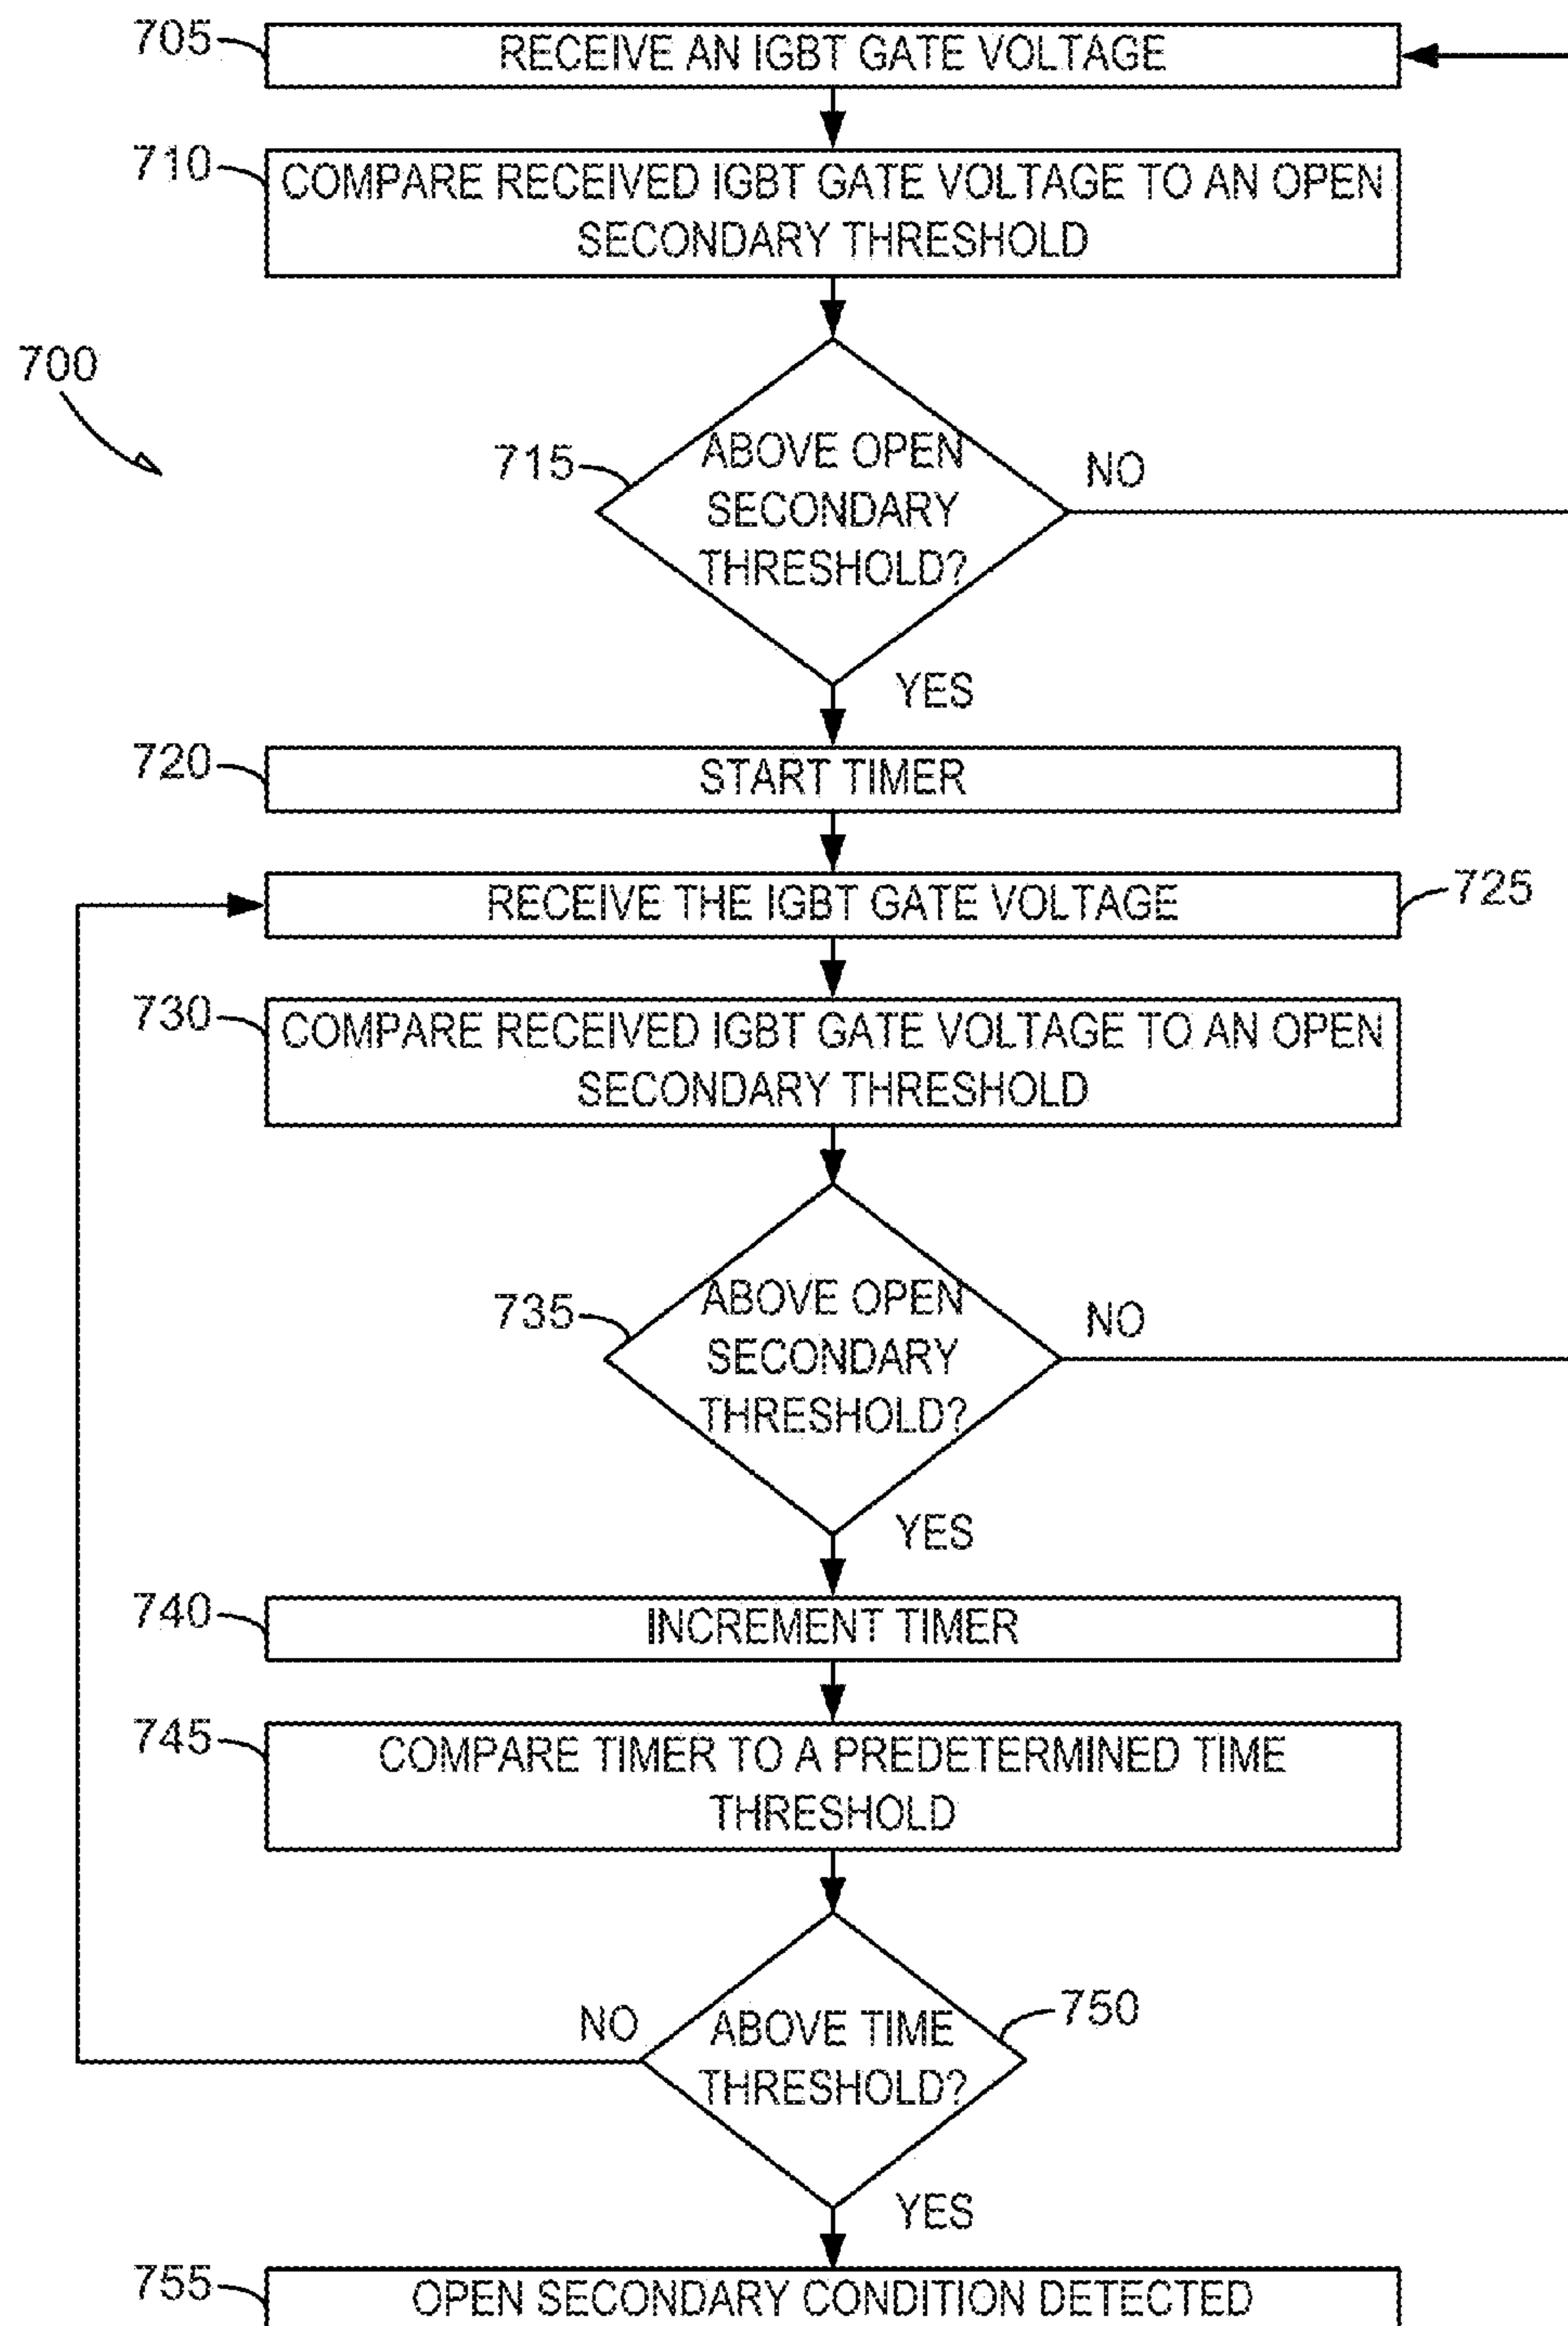 705
RECEIVE AN IGBT GATE VOLTAGE
710
COMPARE RECEIVED IGBT GATE VOLTAGE TO AN OPEN
SECONDARY THRESHOLD
700
715
ABOVE OPEN
SECONDARY
THRESHOLD?
NO
YES
720
START TIMER
RECEIVE THE IGBT GATE VOLTAGE
725
730
COMPARE RECEIVED IGBT GATE VOLTAGE TO AN OPEN
SECONDARY THRESHOLD
735
ABOVE OPEN
SECONDARY
THRESHOLD?
NO
YES
740
INCREMENT TIMER
745
COMPARE TIMER TO A PREDETERMINED TIME
THRESHOLD
NO
ABOVE TIME
THRESHOLD?
750
YES
755
OPEN SECONDARY CONDITION DETECTED